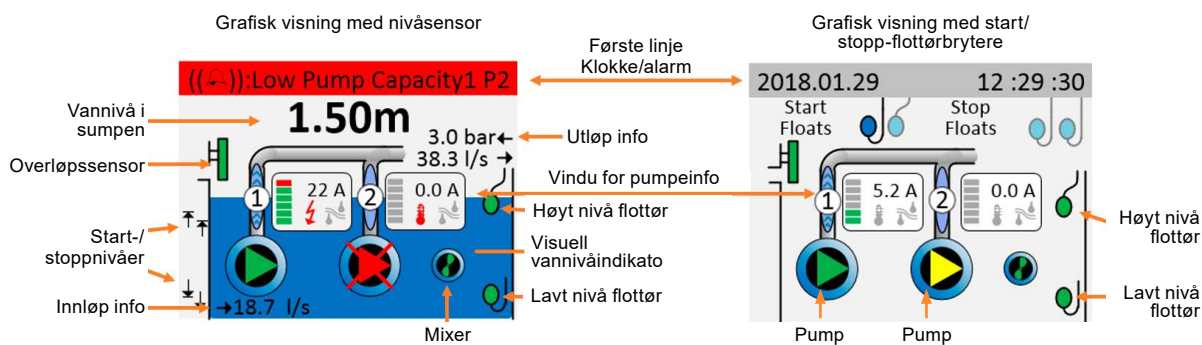 Grafisk visning med nivåsensor
Grafisk visning med start/
stopp-flottørbrytere
Første linje
Klokke/alarm
((🔔)):Low Pump Capacity1 P2
2018.01.29 12 :29 :30
Vannivå i
sumpen
1.50m
Start
Floats
Stop
Floats
3.0 bar←
38.3 l/s →
Utløp info
Overløpssensor
Vindu for pumpeinfo
1
22 A
2
0.0 A
1
5.2 A
2
0.0 A
Høyt nivå flottør
Høyt nivå
flottør
Start-/
stoppnivåer
Visuell
vannivåindikato
Innløp info
→18.7 l/s
Lavt nivå flottør
Lavt nivå
flottør
Mixer
Pump
Pump